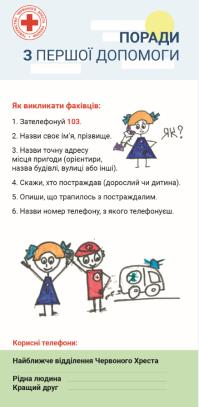 ПОРАДИ
З ПЕРШОЇ ДОПОМОГИ
Як викликати фахівців:
1. Зателефонуй 103.
2. Назви своє ім'я, прізвище.
3. Назви точну адресу
місця пригоди (орієнтири,
назва будівлі, вулиці або інші).
ЯК?
4. Скажи, хто постраждав (дорослий чи дитина).
5. Опиши, що трапилось з постраждалим.
6. Назви номер телефону, з якого телефонуєш.
Корисні телефони:
Найближче відділення Червоного Хреста
Рідна людина
Кращий друг